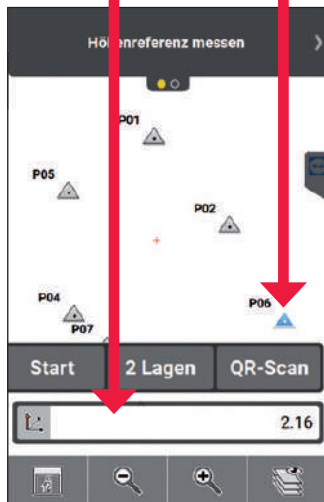 Höhenreferenz messen
P01
P05
P02
P04
P06
P07
Start 2 Lagen QR-Scan
2.16